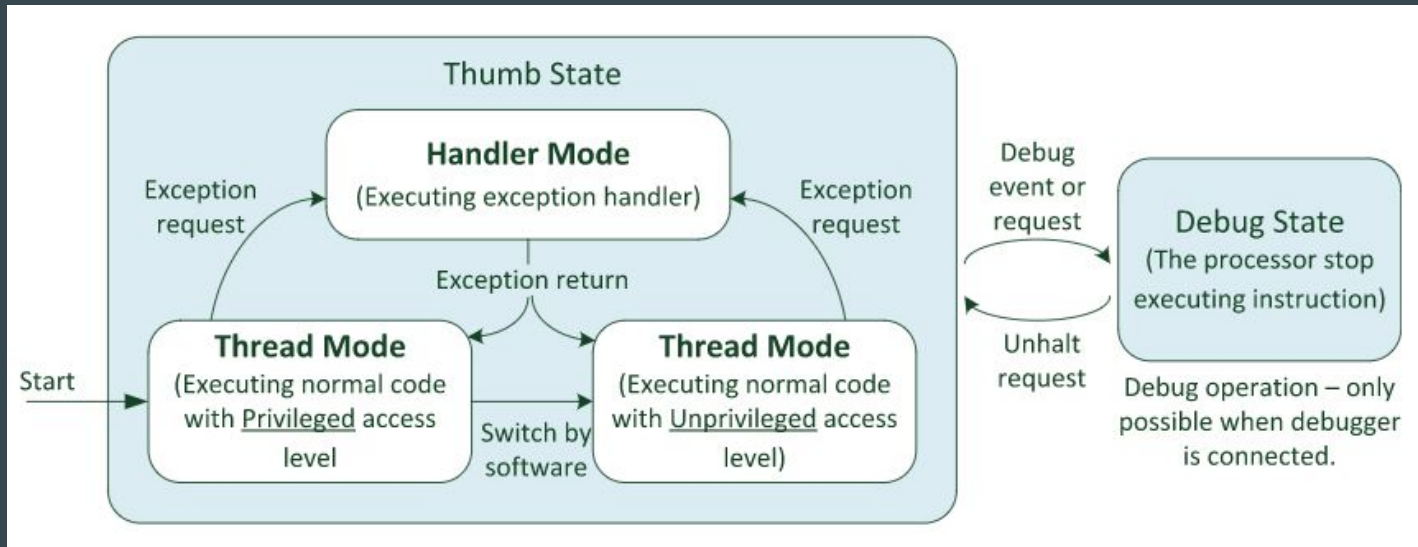 Thumb State
Handler Mode
(Executing exception handler)
Exception
request
Exception
request
Exception return
Start
Thread Mode
(Executing normal code
with Privileged access
level
Switch by
software
Thread Mode
(Executing normal code
with Unprivileged access
level)
Debug
event or
request
Unhalt
request
Debug State
(The processor stop
executing instruction)
Debug operation – only
possible when debugger
is connected.